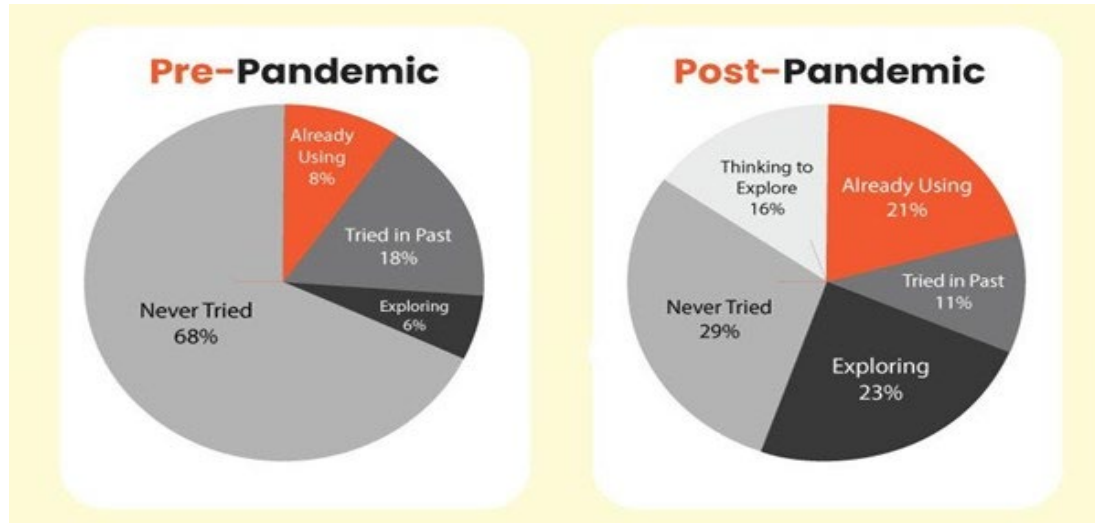 Pre-Pandemic
Already
Using
8%
Tried in Past
18%
Exploring
6%
Never Tried
68%
Post-Pandemic
Thinking to
Explore
16%
Already Using
21%
Tried in Past
11%
Never Tried
29%
Exploring
23%